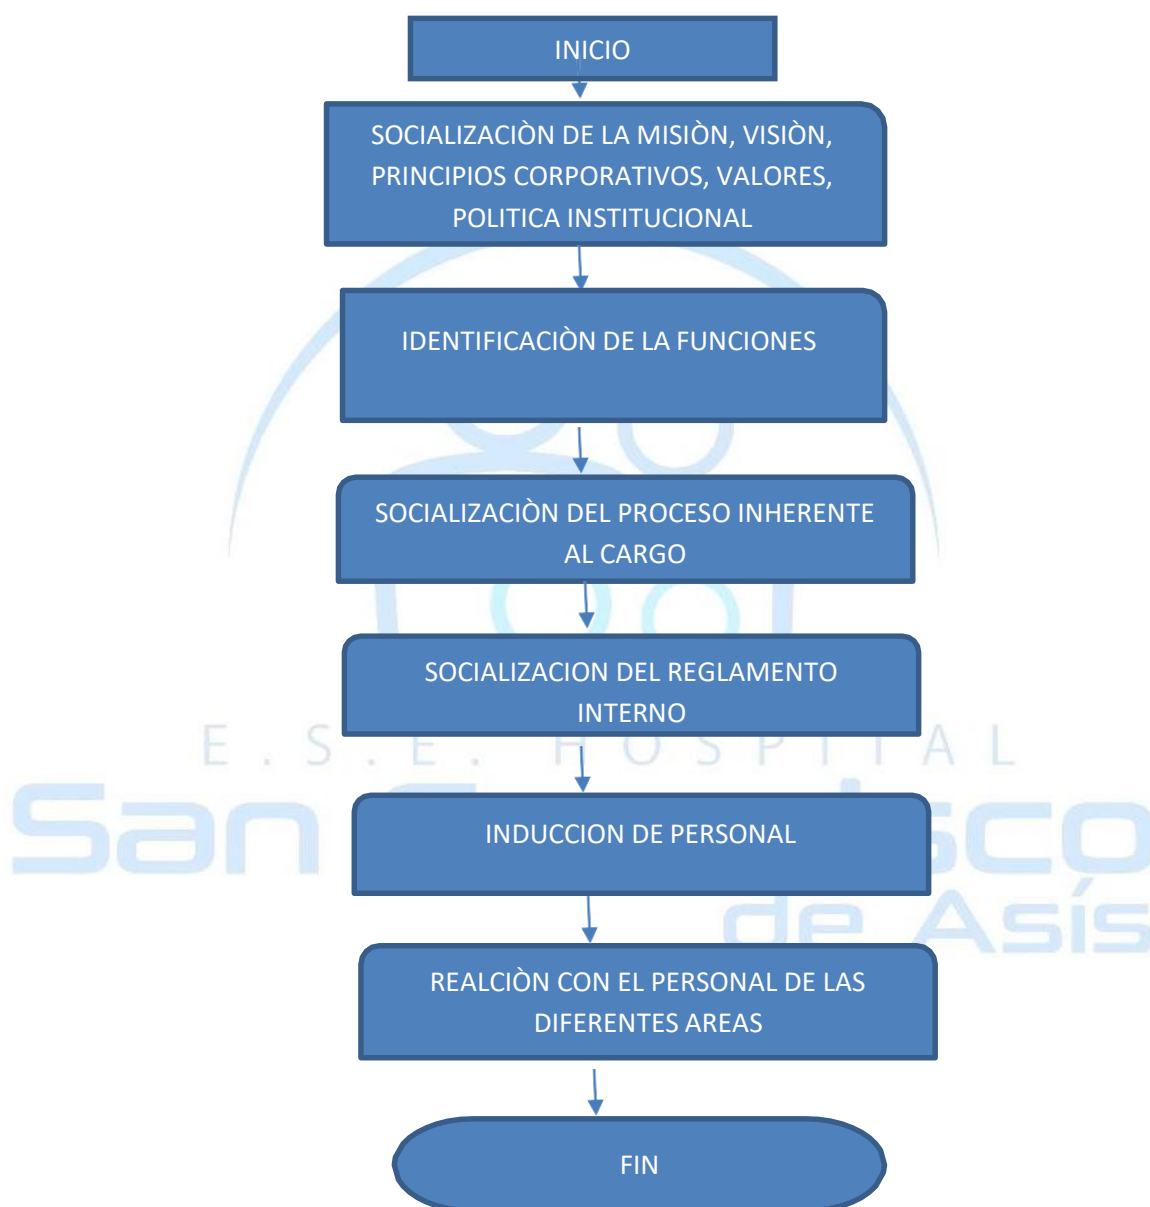 INICIO
SOCIALIZACIÒN DE LA MISIÒN, VISIÒN,
PRINCIPIOS CORPORATIVOS, VALORES,
POLITICA INSTITUCIONAL
IDENTIFICACIÒN DE LA FUNCIONES
SOCIALIZACIÒN DEL PROCESO INHERENTE
AL CARGO
SOCIALIZACION DEL REGLAMENTO
INTERNO
E.S.E. HOSPITAL
San
INDUCCION DE PERSONAL
de Asís
REALCIÒN CON EL PERSONAL DE LAS
DIFERENTES AREAS
FIN